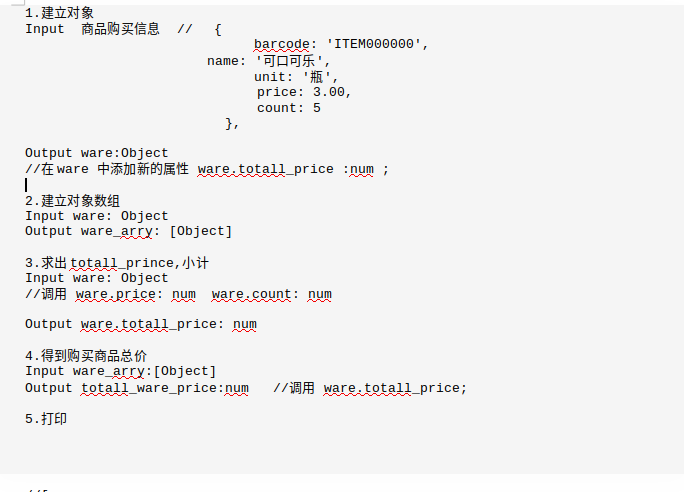 1.建立对象
Input  商品购买信息  //  {
barcode: 'ITEM000000',
name: '可口可乐',
unit: '瓶',
price: 3.00,
count: 5
},
Output ware:Object
//在ware 中添加新的属性 ware.totall_price :num ;
2.建立对象数组
Input ware: Object
Output ware_arry: [Object]
3.求出totall_prince,小计
Input ware: Object
//调用 ware.price: num  ware.count: num
Output ware.totall_price: num
4.得到购买商品总价
Input ware_arry:[Object]
Output totall_ware_price:num   //调用 ware.totall_price;
5.打印